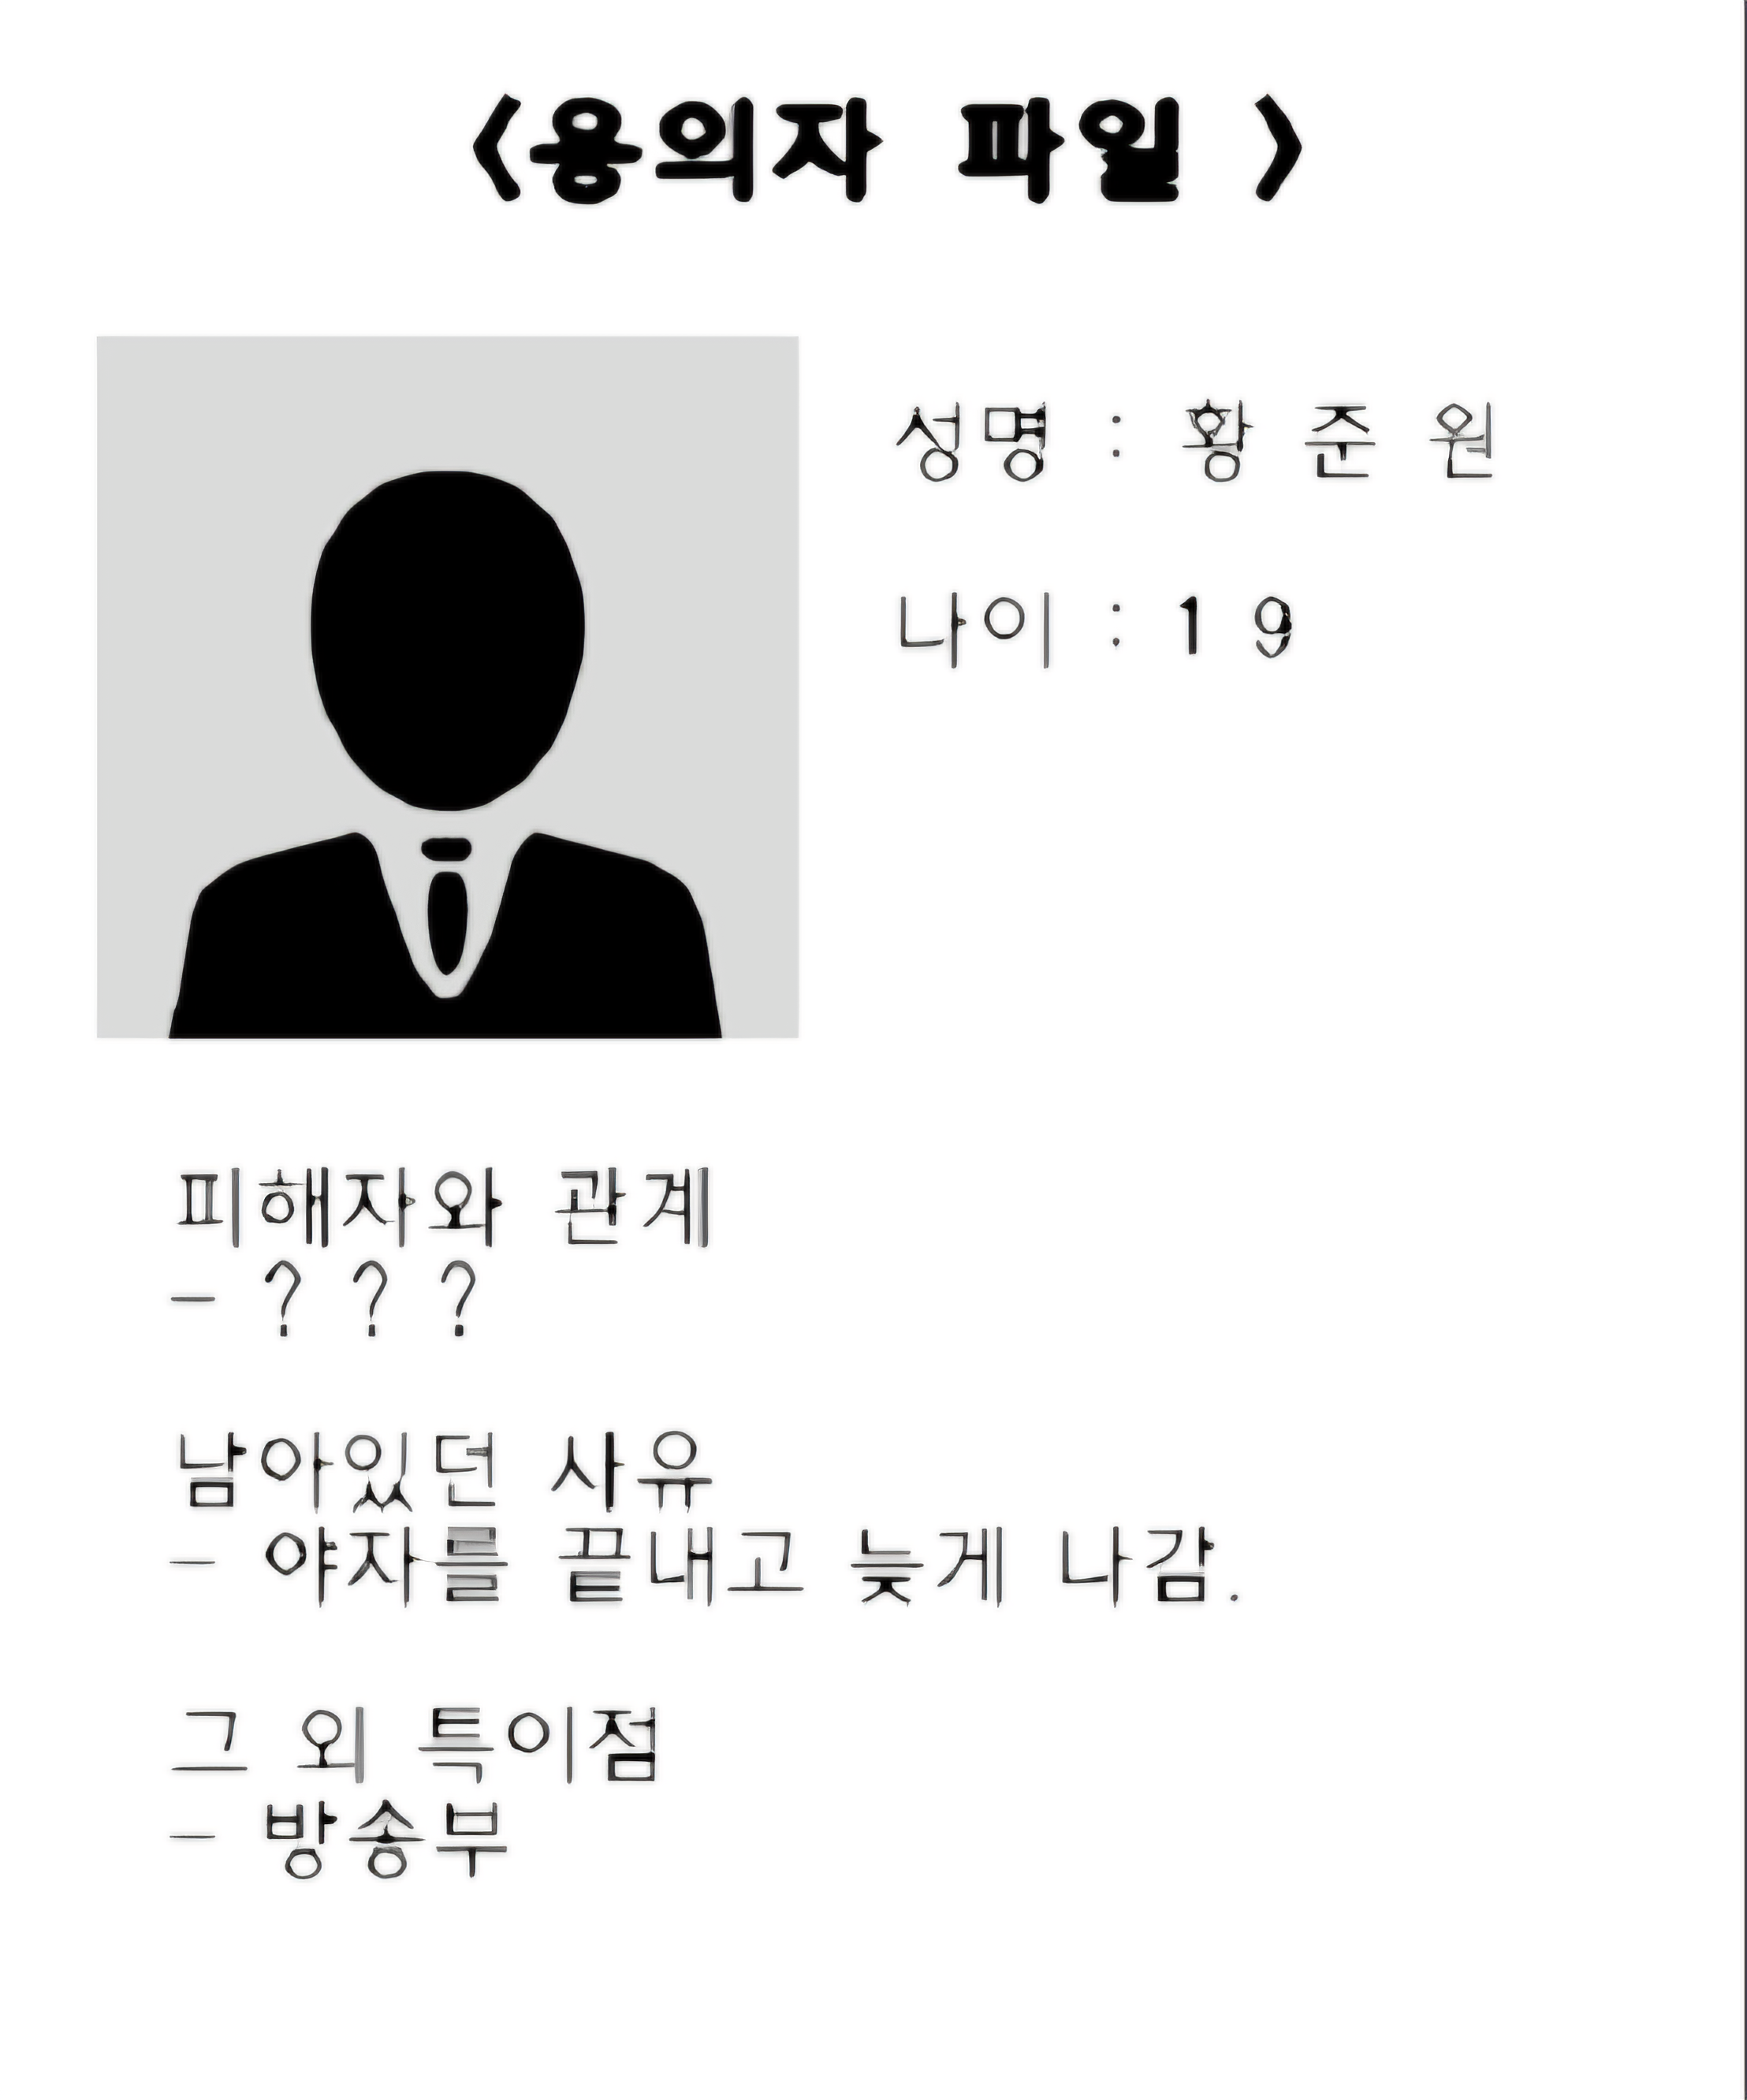 <용의자 파일 >
성명 : 황 준 원
나이 : 1 9
피해자와 관계
- ? ? ?
남아있던 사유
- 야자를 끝내고 늦게 나감.
그 외 특이점
- 방송부